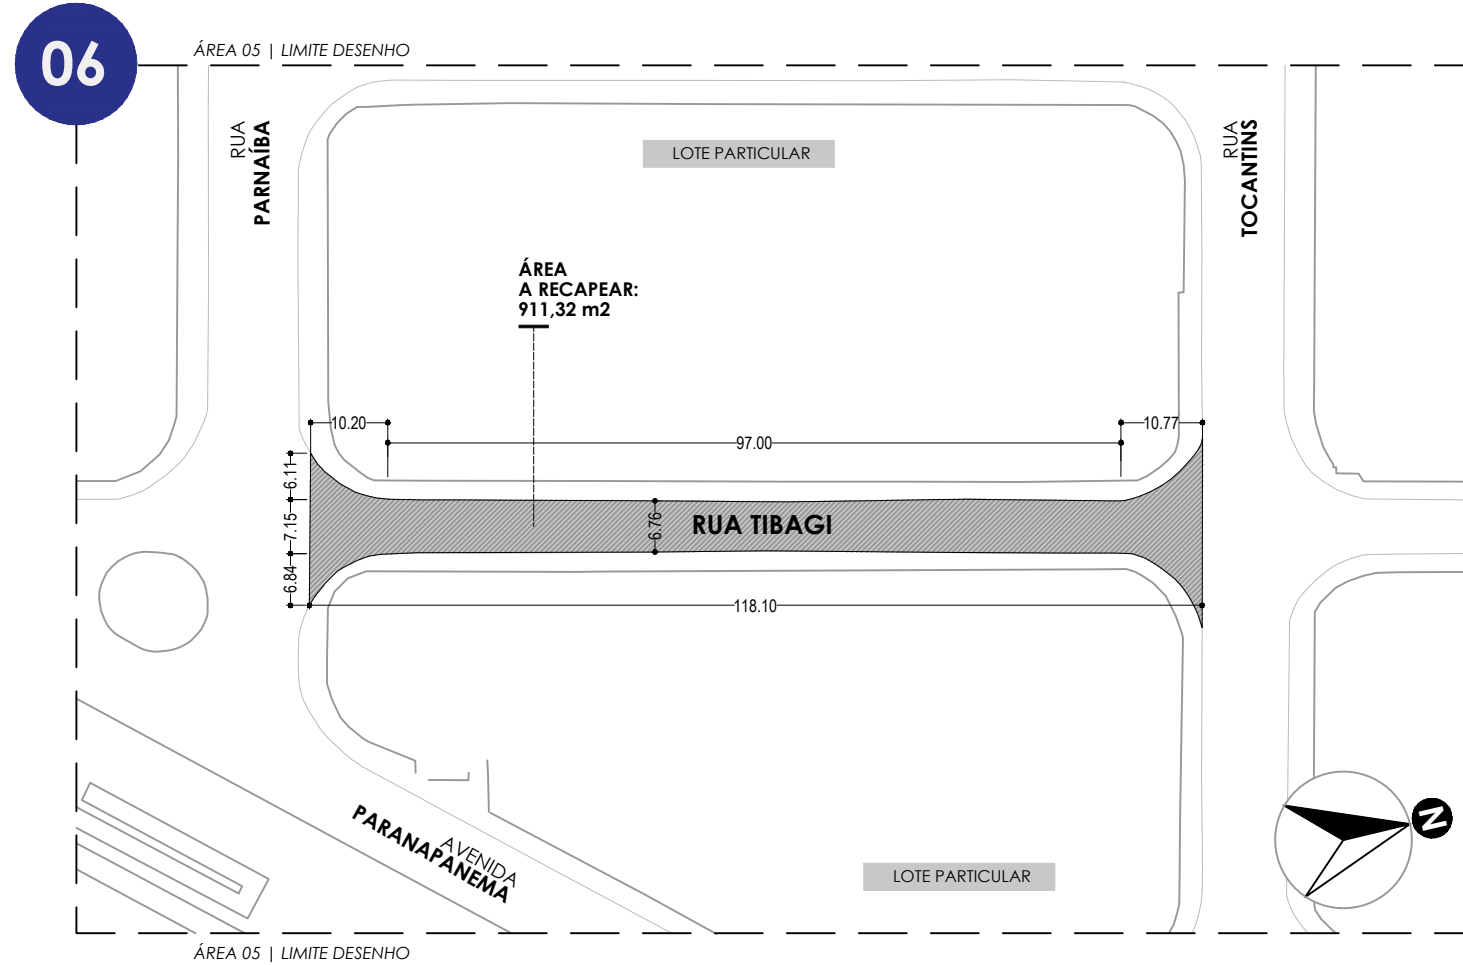 06
ÁREA 05 | LIMITE DESENHO
RUA
PARNAÍBA
LOTE PARTICULAR
RUA
TOCANTINS
ÁREA
A RECAPEAR:
911,32 m2
10.20
10.77
97.00
6.11
7.15
6.84
6.76
RUA TIBAGI
118.10
AVENIDA
PARANAPANEMA
LOTE PARTICULAR
N
ÁREA 05 | LIMITE DESENHO